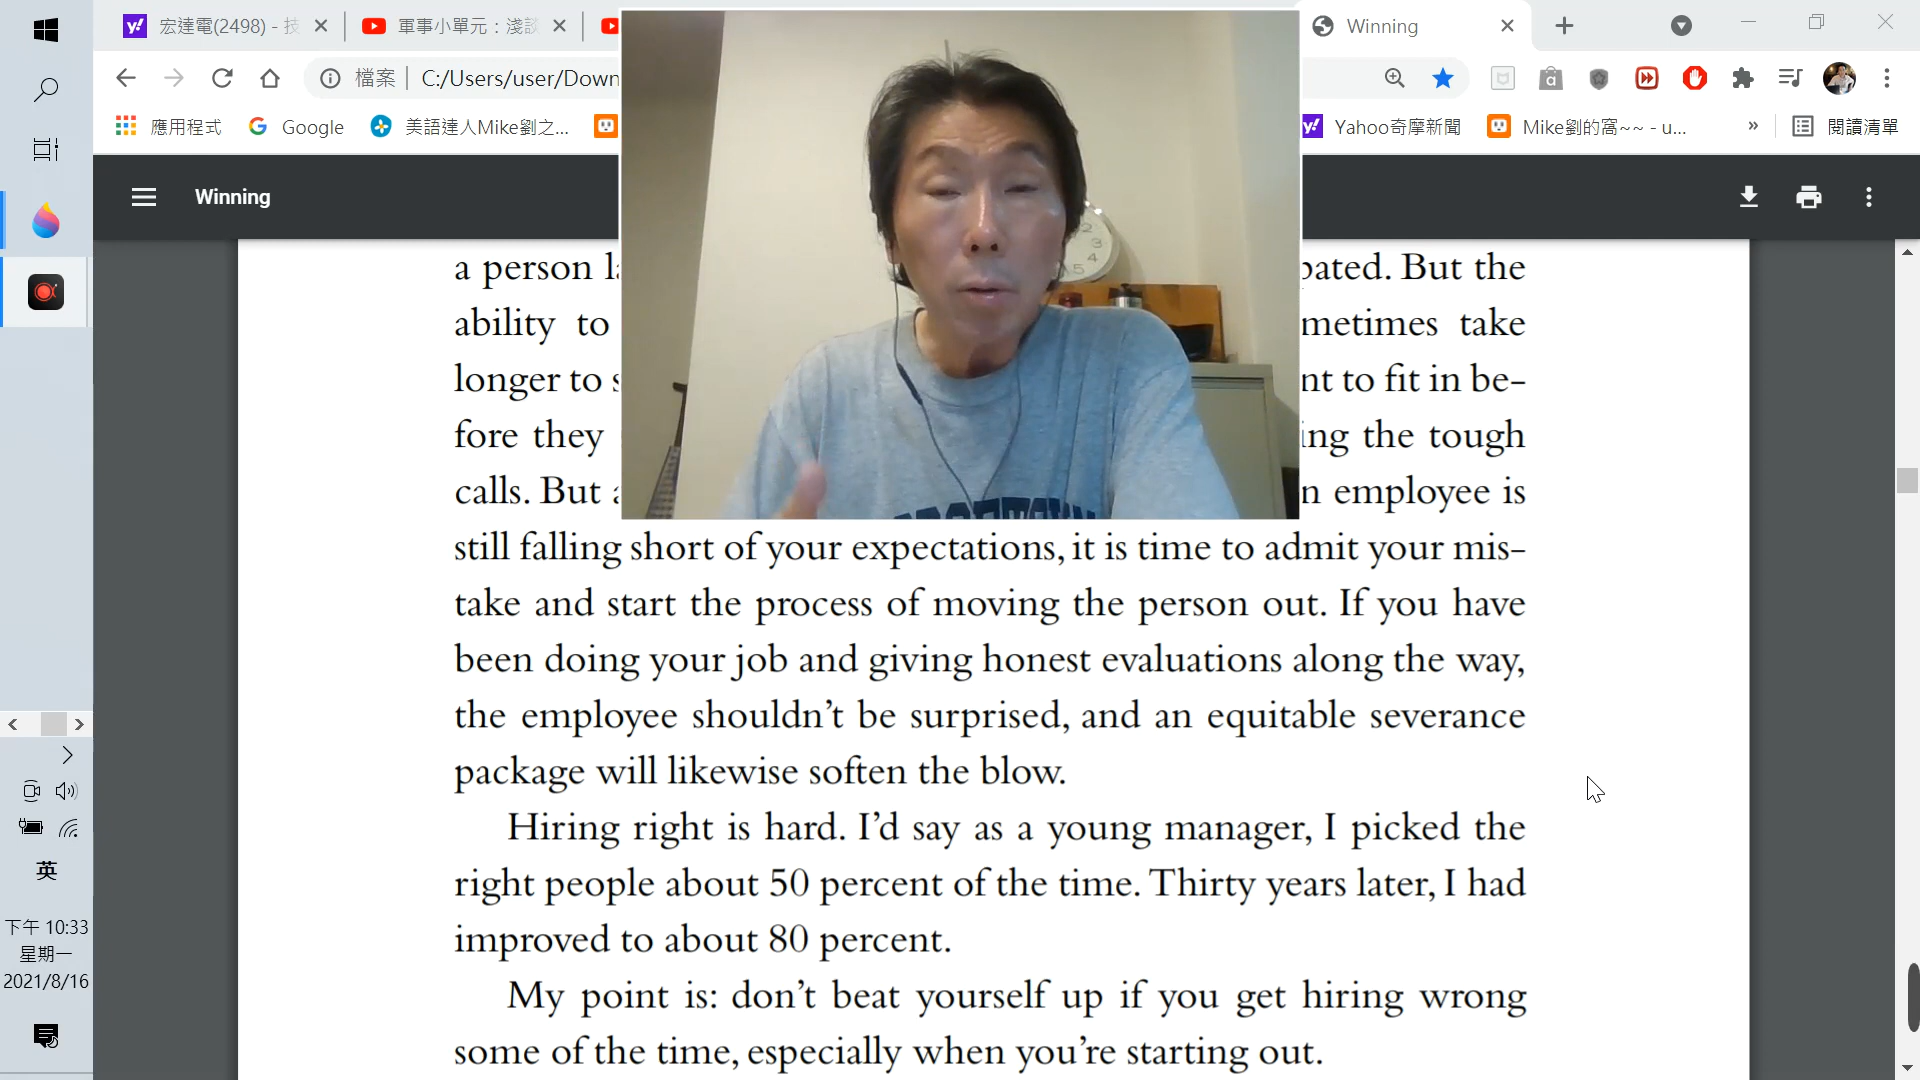 宏達電(2498) - 技
軍事小單元：淺談
Winning
檔案
C:/Users/user/Down
應用程式
Google
美語達人Mike劉之...
Yahoo奇摩新聞
Mike劉的窩~~ - u...
»
閱讀清單
Winning
a person
pated. But the
ability to
metimes take
longer to
nt to fit in be-
fore they
ing the tough
calls. But
n employee is
still falling short of your expectations, it is time to admit your mis-
take and start the process of moving the person out. If you have
been doing your job and giving honest evaluations along the way,
the employee shouldn't be surprised, and an equitable severance
package will likewise soften the blow.
Hiring right is hard. I'd say as a young manager, I picked the
right people about 50 percent of the time. Thirty years later, I had
improved to about 80 percent.
My point is: don't beat yourself up if you get hiring wrong
some of the time, especially when you're starting out.
英
下午 10:33
星期一
2021/8/16
2
3
4
5